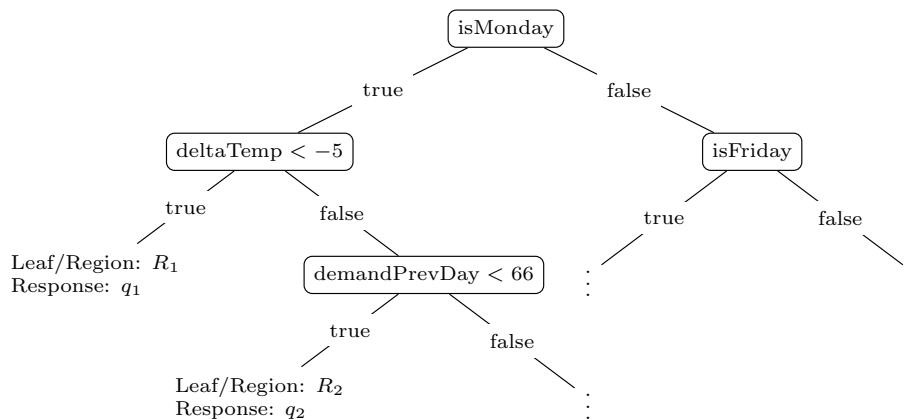 isMonday
true
false
deltaTemp < −5
isFriday
true
false
true
false
Leaf/Region: R₁
Response: q₁
demandPrevDay < 66
⋮
true
false
Leaf/Region: R₂
Response: q₂
⋮